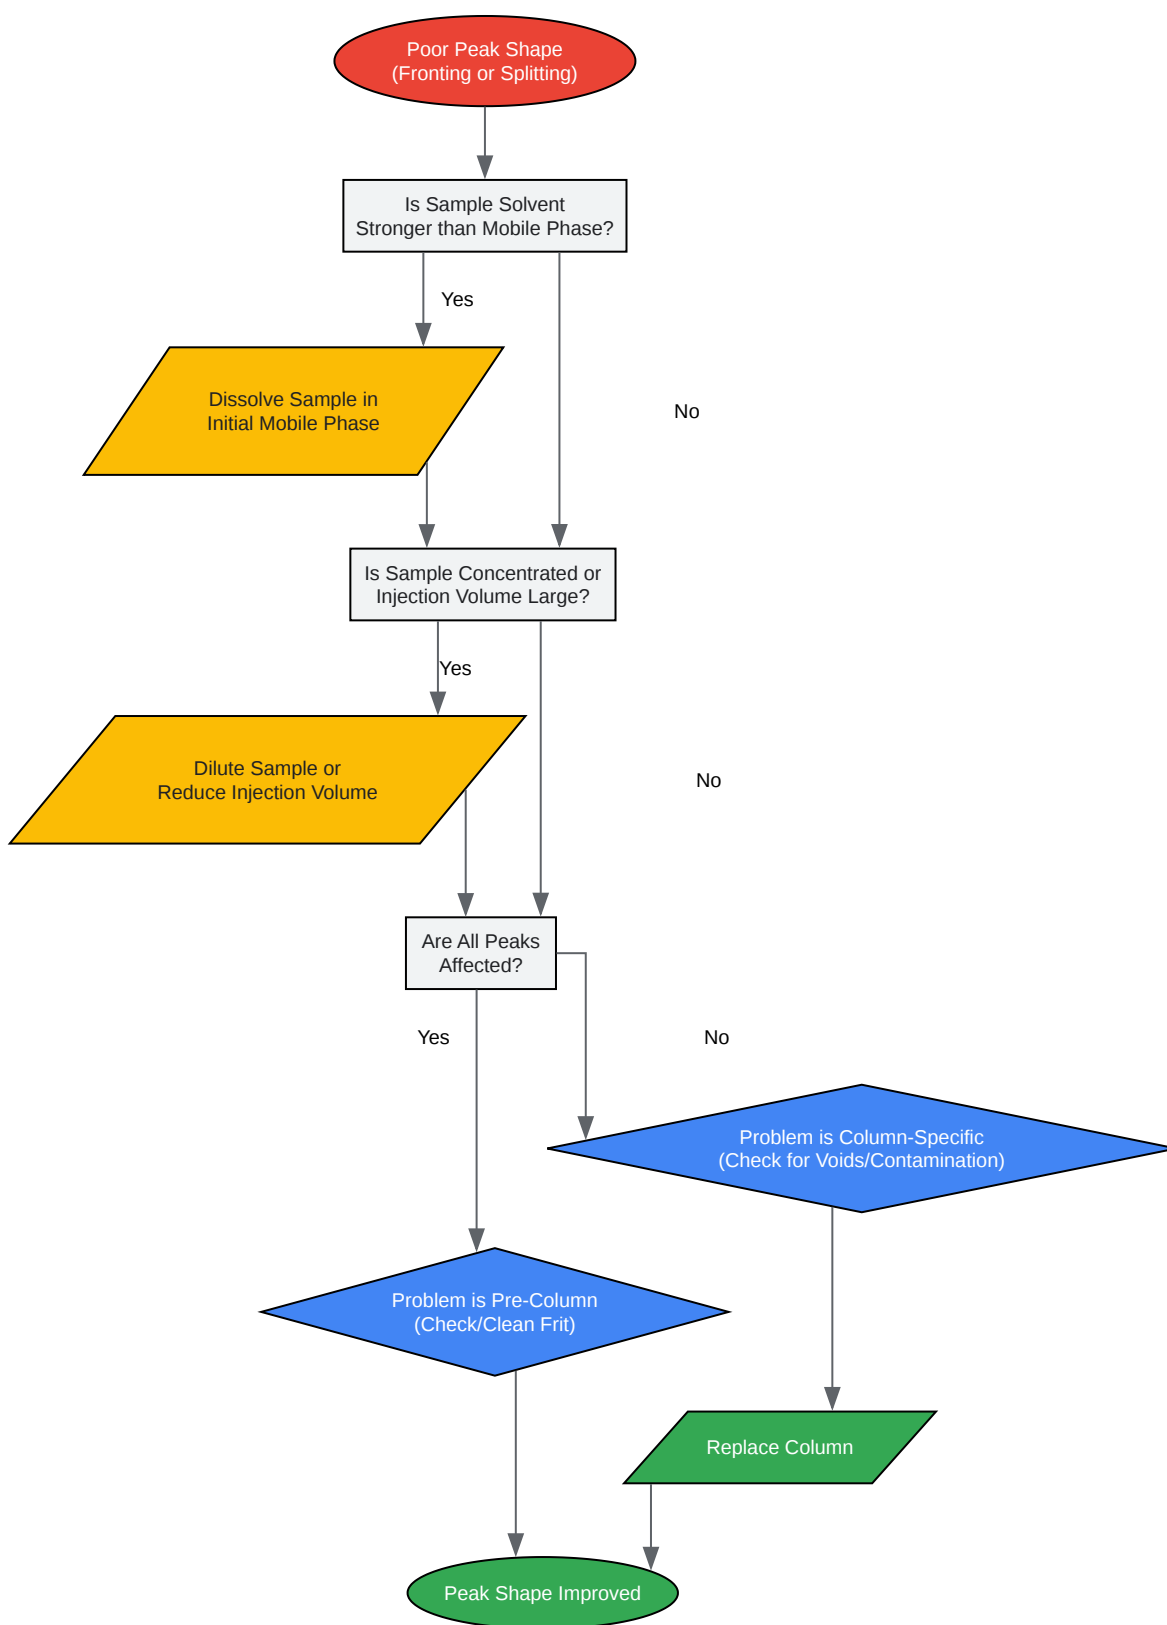 Poor Peak Shape
(Fronting or Splitting)
Is Sample Solvent
Stronger than Mobile Phase?
Yes
Dissolve Sample in
Initial Mobile Phase
No
Is Sample Concentrated or
Injection Volume Large?
Yes
Dilute Sample or
Reduce Injection Volume
No
Are All Peaks
Affected?
Yes
No
Problem is Column-Specific
(Check for Voids/Contamination)
Problem is Pre-Column
(Check/Clean Frit)
Replace Column
Peak Shape Improved